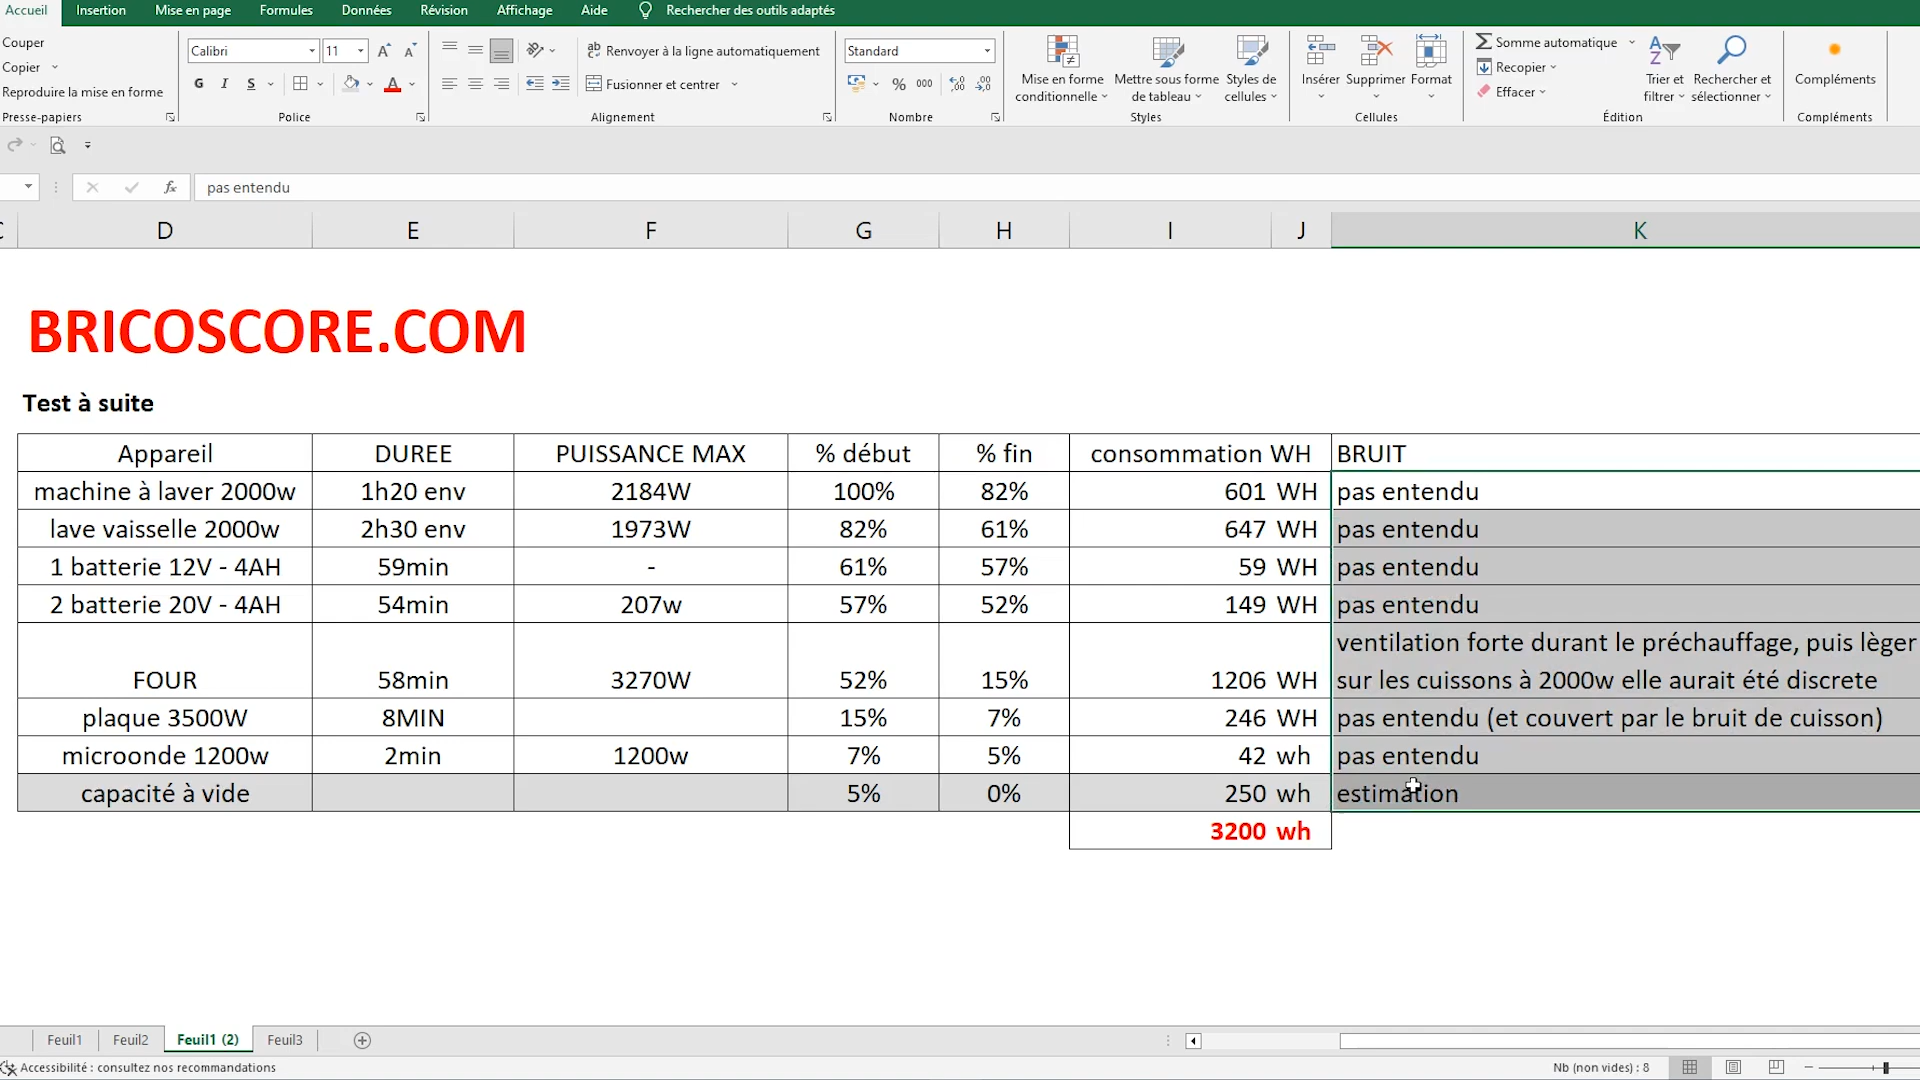 Accueil Insertion Mise en page Formules Données Révision Affichage Aide Rechercher des outils adaptés
Couper
Copier
Reproduire la mise en forme
Presse-papiers
Calibri 11
G I S
Police
Renvoyer à la ligne automatiquement
Fusionner et centrer
Alignement
Standard
% 000
Nombre
Mise en forme conditionnelle
Mettre sous forme de tableau
Styles de cellules
Styles
Insérer Supprimer Format
Cellules
Somme automatique
Recopier
Effacer
Trier et filtrer
Rechercher et sélectionner
Édition
Compléments
Compléments
fx pas entendu
C D E F G H I J K
BRICOSCORE.COM
Test à suite
Appareil DUREE PUISSANCE MAX % début % fin consommation WH BRUIT
machine à laver 2000w 1h20 env 2184W 100% 82% 601 WH pas entendu
lave vaisselle 2000w 2h30 env 1973W 82% 61% 647 WH pas entendu
1 batterie 12V - 4AH 59min - 61% 57% 59 WH pas entendu
2 batterie 20V - 4AH 54min 207w 57% 52% 149 WH pas entendu
ventilation forte durant le préchauffage, puis lèger
FOUR 58min 3270W 52% 15% 1206 WH sur les cuissons à 2000w elle aurait été discrete
plaque 3500W 8MIN 15% 7% 246 WH pas entendu (et couvert par le bruit de cuisson)
microonde 1200w 2min 1200w 7% 5% 42 wh pas entendu
capacité à vide 5% 0% 250 wh estimation
3200 wh
Feuil1 Feuil2 Feuil1 (2) Feuil3
Accessibilité : consultez nos recommandations Nb (non vides) : 8